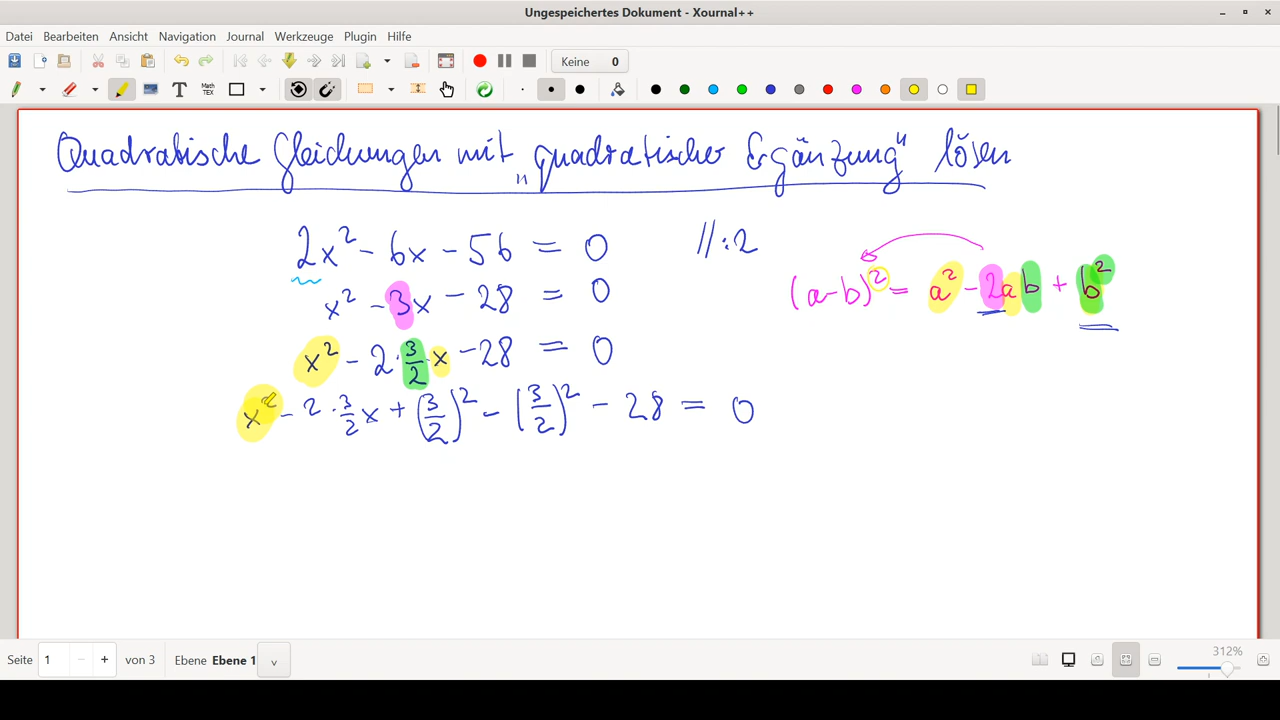 Ungespeichertes Dokument - Xournal++
Datei Bearbeiten Ansicht Navigation Journal Werkzeuge Plugin Hilfe
Keine 0
T Math TEX
Quadratische Gleichungen mit „quadratischer Ergänzung" lösen
2x² - 6x - 56 = 0 //:2
(a-b)² = a² - 2ab + b²
x² - 3x - 28 = 0
x² - 2·3/2·x - 28 = 0
x² - 2·3/2x + (3/2)² - (3/2)² - 28 = 0
Seite 1 von 3 Ebene Ebene 1 312%